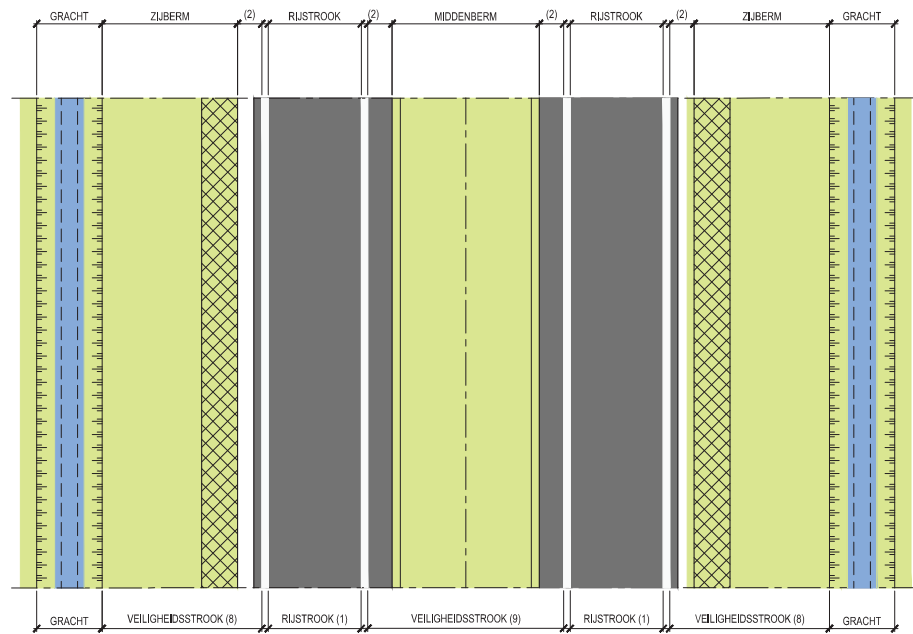 GRACHT ZIJBERM (2) RIJSTROOK (2) MIDDENBERM (2) RIJSTROOK (2) ZIJBERM GRACHT
GRACHT VEILIGHEIDSSTROOK (8) RIJSTROOK (1) VEILIGHEIDSSTROOK (9) RIJSTROOK (1) VEILIGHEIDSSTROOK (8) GRACHT